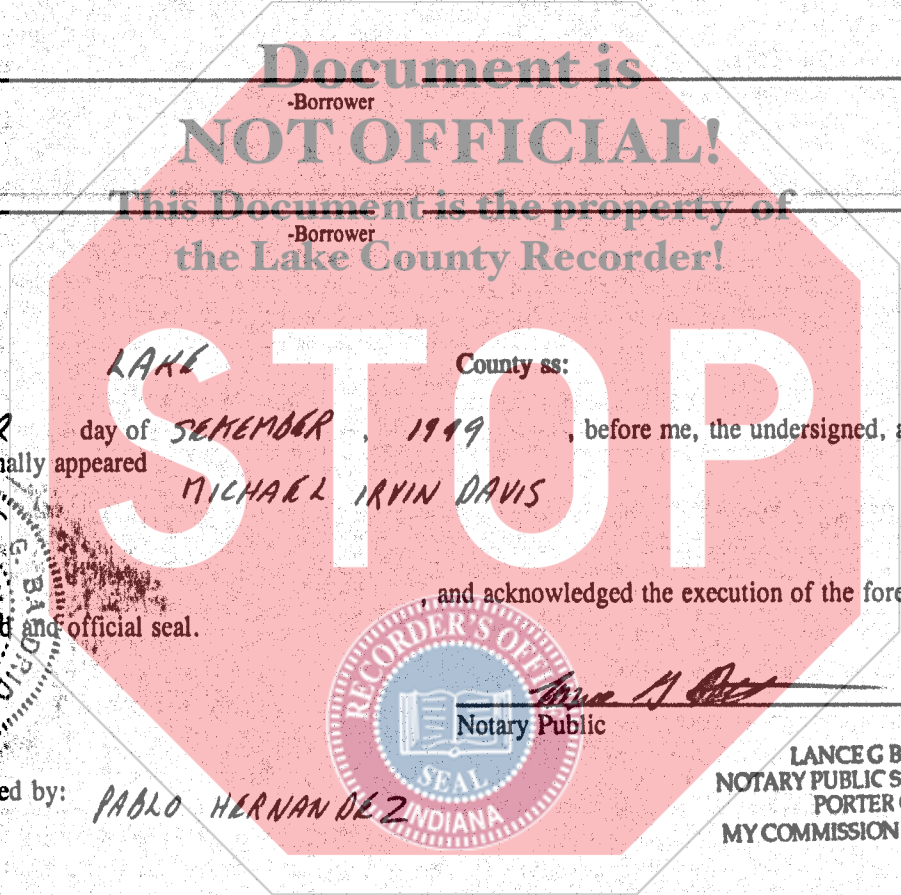 Document is
-Borrower
NOT OFFICIAL!
This Document is the property of
-Borrower
the Lake County Recorder!
STOP
LAKE County ss:
day of SEPTEMBER, 1999, before me, the undersigned, a
nally appeared
MICHAEL IRVIN DAVIS
G. BA
, and acknowledged the execution of the fore
d and official seal.
RECORDER'S OFFICE
Notary Public
SEAL
INDIANA
LANCE G B
NOTARY PUBLIC S
PORTER
ed by: PABLO HERNANDEZ
MY COMMISSION